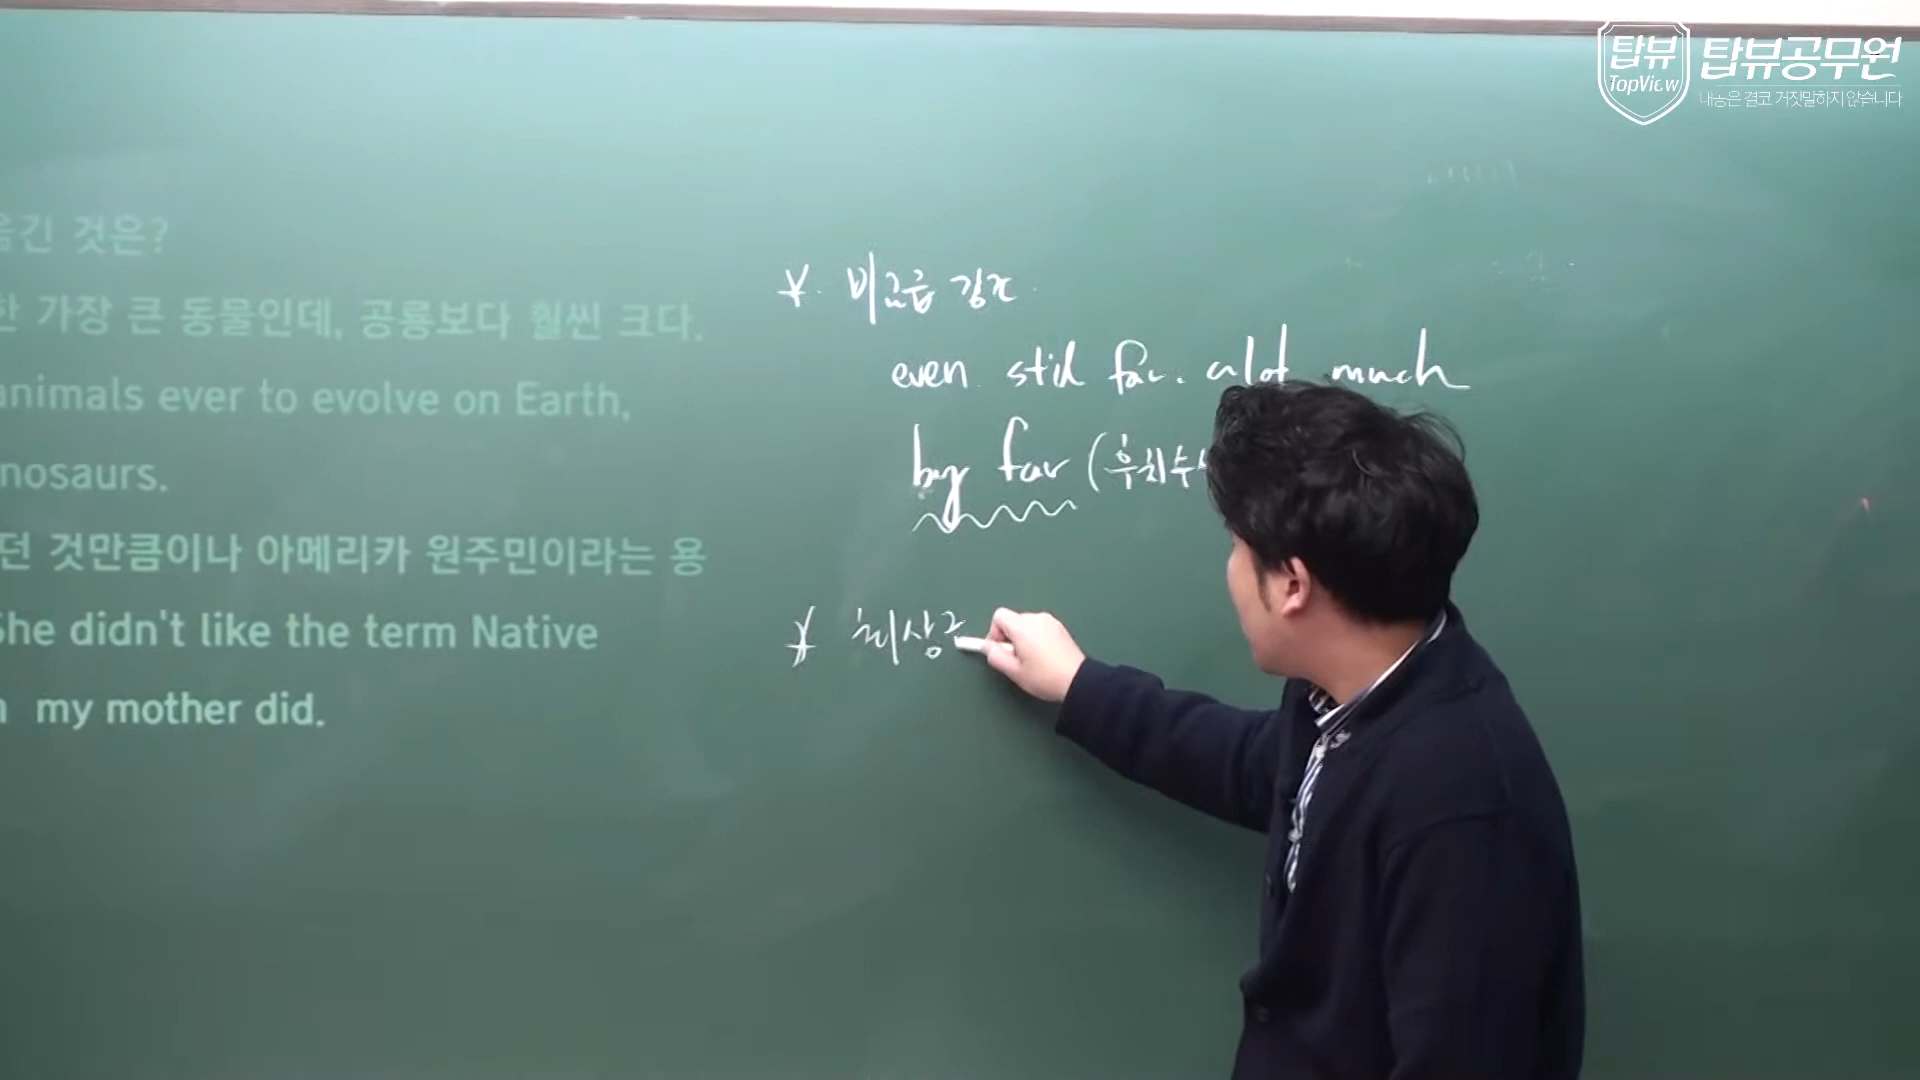 탑뷰
TopView
탑뷰공무원
내공은 결코 거짓말하지 않습니다
옮긴 것은?
한 가장 큰 동물인데, 공룡보다 훨씬 크다.
animals ever to evolve on Earth,
nosaurs.
던 것만큼이나 아메리카 원주민이라는 용
She didn't like the term Native
my mother did.
* 비교급 강조
even still far. a lot much
by far (후치수
* 최상그